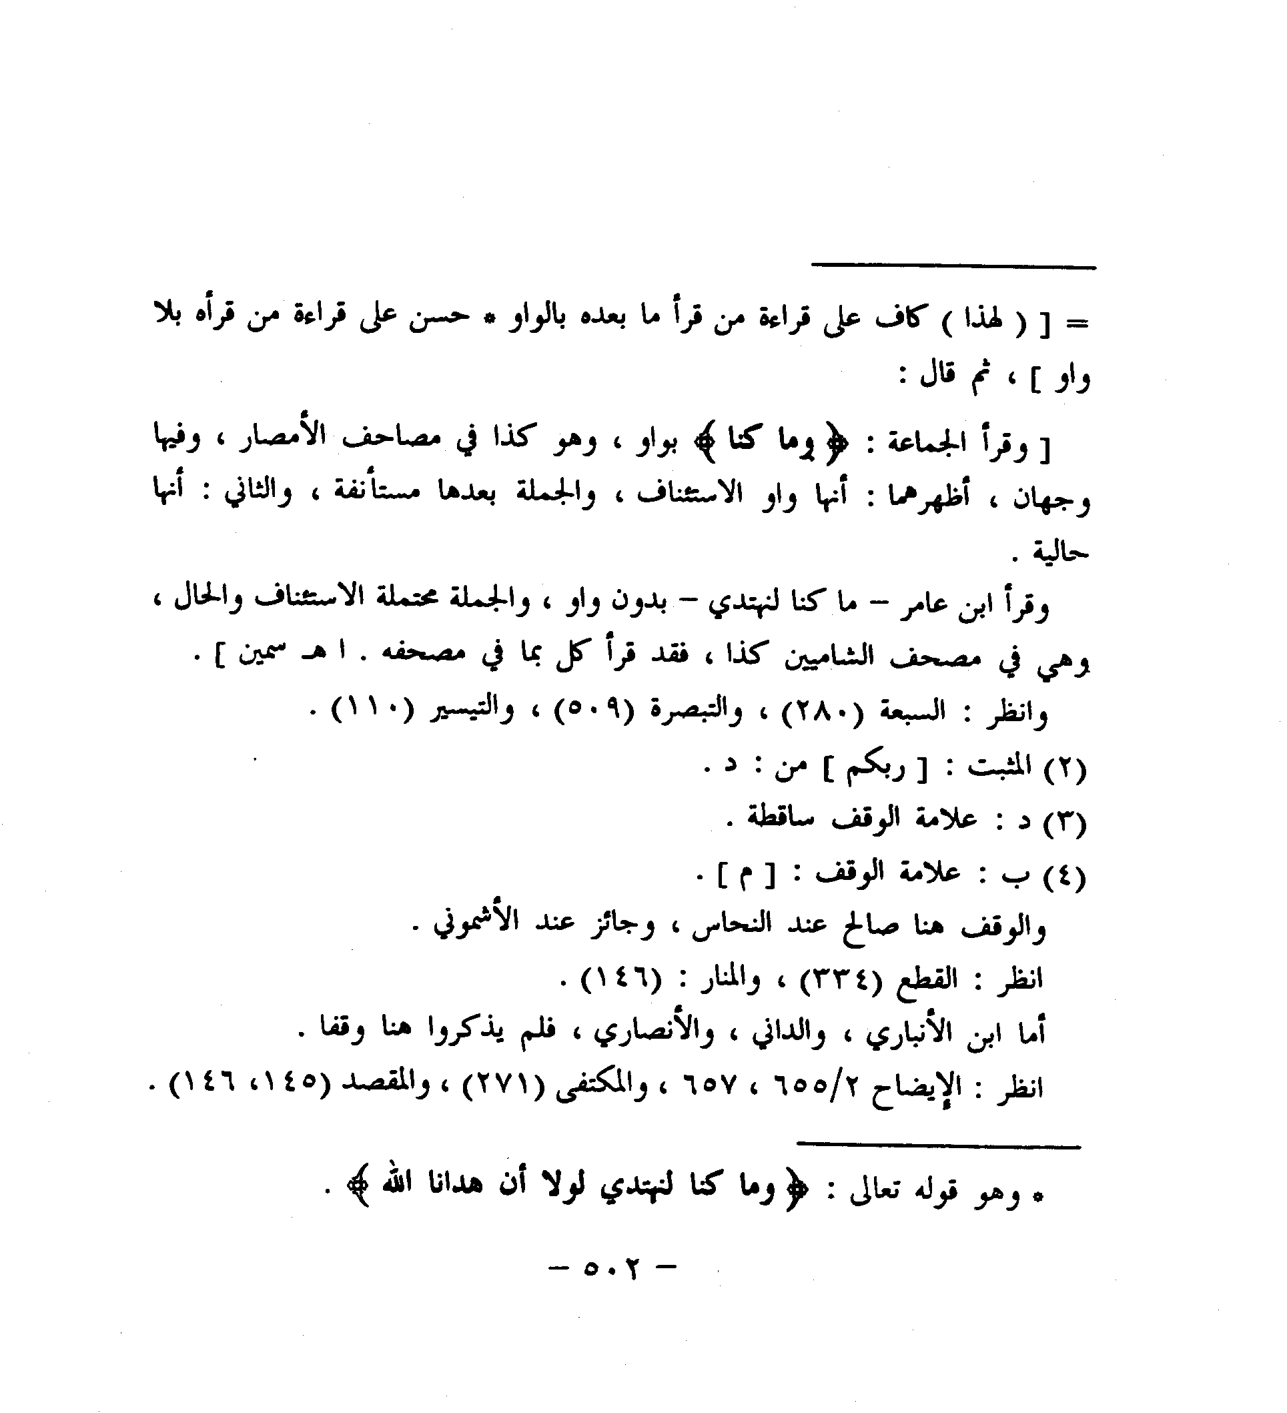 = [ ( لهذا ) كاف على قراءة من قرأ ما بعده بالواو * حسن على قراءة من قرأه بلا
واو ] ، ثم قال :
[ وقرأ الجماعة : ﴿ وما كنا ﴾ بواو ، وهو كذا في مصاحف الأمصار ، وفيها
وجهان ، أظهرهما : أنها واو الاستئناف ، والجملة بعدها مستأنفة ، والثاني : أنها
حالية .
وقرأ ابن عامر – ما كنا لنهتدي – بدون واو ، والجملة محتملة الاستئناف والحال ،
وهي في مصحف الشاميين كذا ، فقد قرأ كل بما في مصحفه . ا هـ سمين ] .
وانظر : السبعة (٢٨٠) ، والتبصرة (٥٠٩) ، والتيسير (١١٠) .
(٢) المثبت : [ ربكم ] من : د .
(٣) د : علامة الوقف ساقطة .
(٤) ب : علامة الوقف : [ م ] .
والوقف هنا صالح عند النحاس ، وجائز عند الأشموني .
انظر : القطع (٣٣٤) ، والمنار : (١٤٦) .
أما ابن الأنباري ، والداني ، والأنصاري ، فلم يذكروا هنا وقفا .
انظر : الإيضاح ٦٥٥/٢ ، ٦٥٧ ، والمكتفى (٢٧١) ، والمقصد (١٤٥، ١٤٦) .
* وهو قوله تعالى : ﴿ وما كنا لنهتدي لولا أن هدانا الله ﴾ .
– ٥٠٢ –